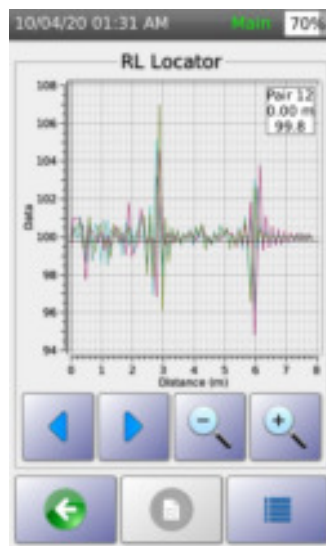 10/04/20 01:31 AM Main 70%
RL Locator
Pair 12
0.00 m
99.8
108
106
104
102
100
98
96
94
Data
0 1 2 3 4 5 6 7 8
Distance (m)